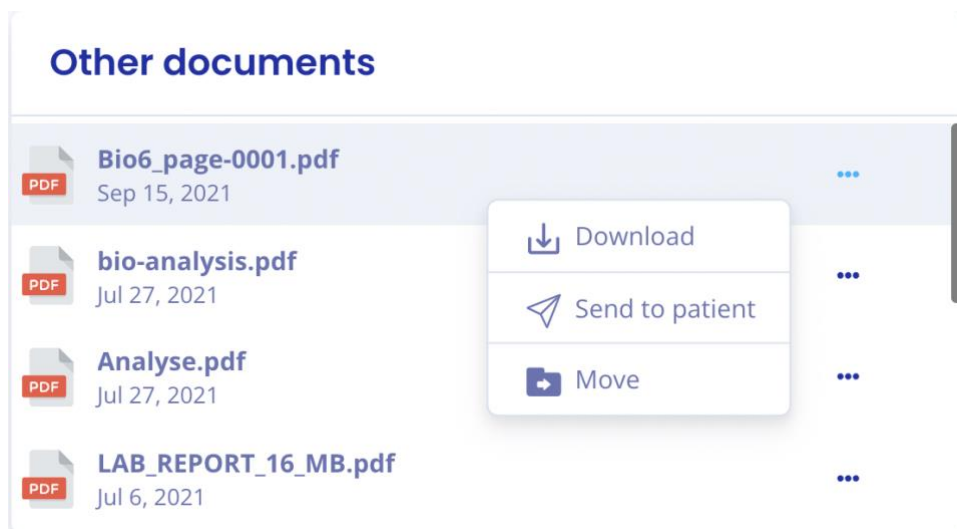 Other documents
PDF
Bio6_page-0001.pdf
Sep 15, 2021
Download
PDF
bio-analysis.pdf
Jul 27, 2021
Send to patient
PDF
Analyse.pdf
Jul 27, 2021
Move
PDF
LAB_REPORT_16_MB.pdf
Jul 6, 2021